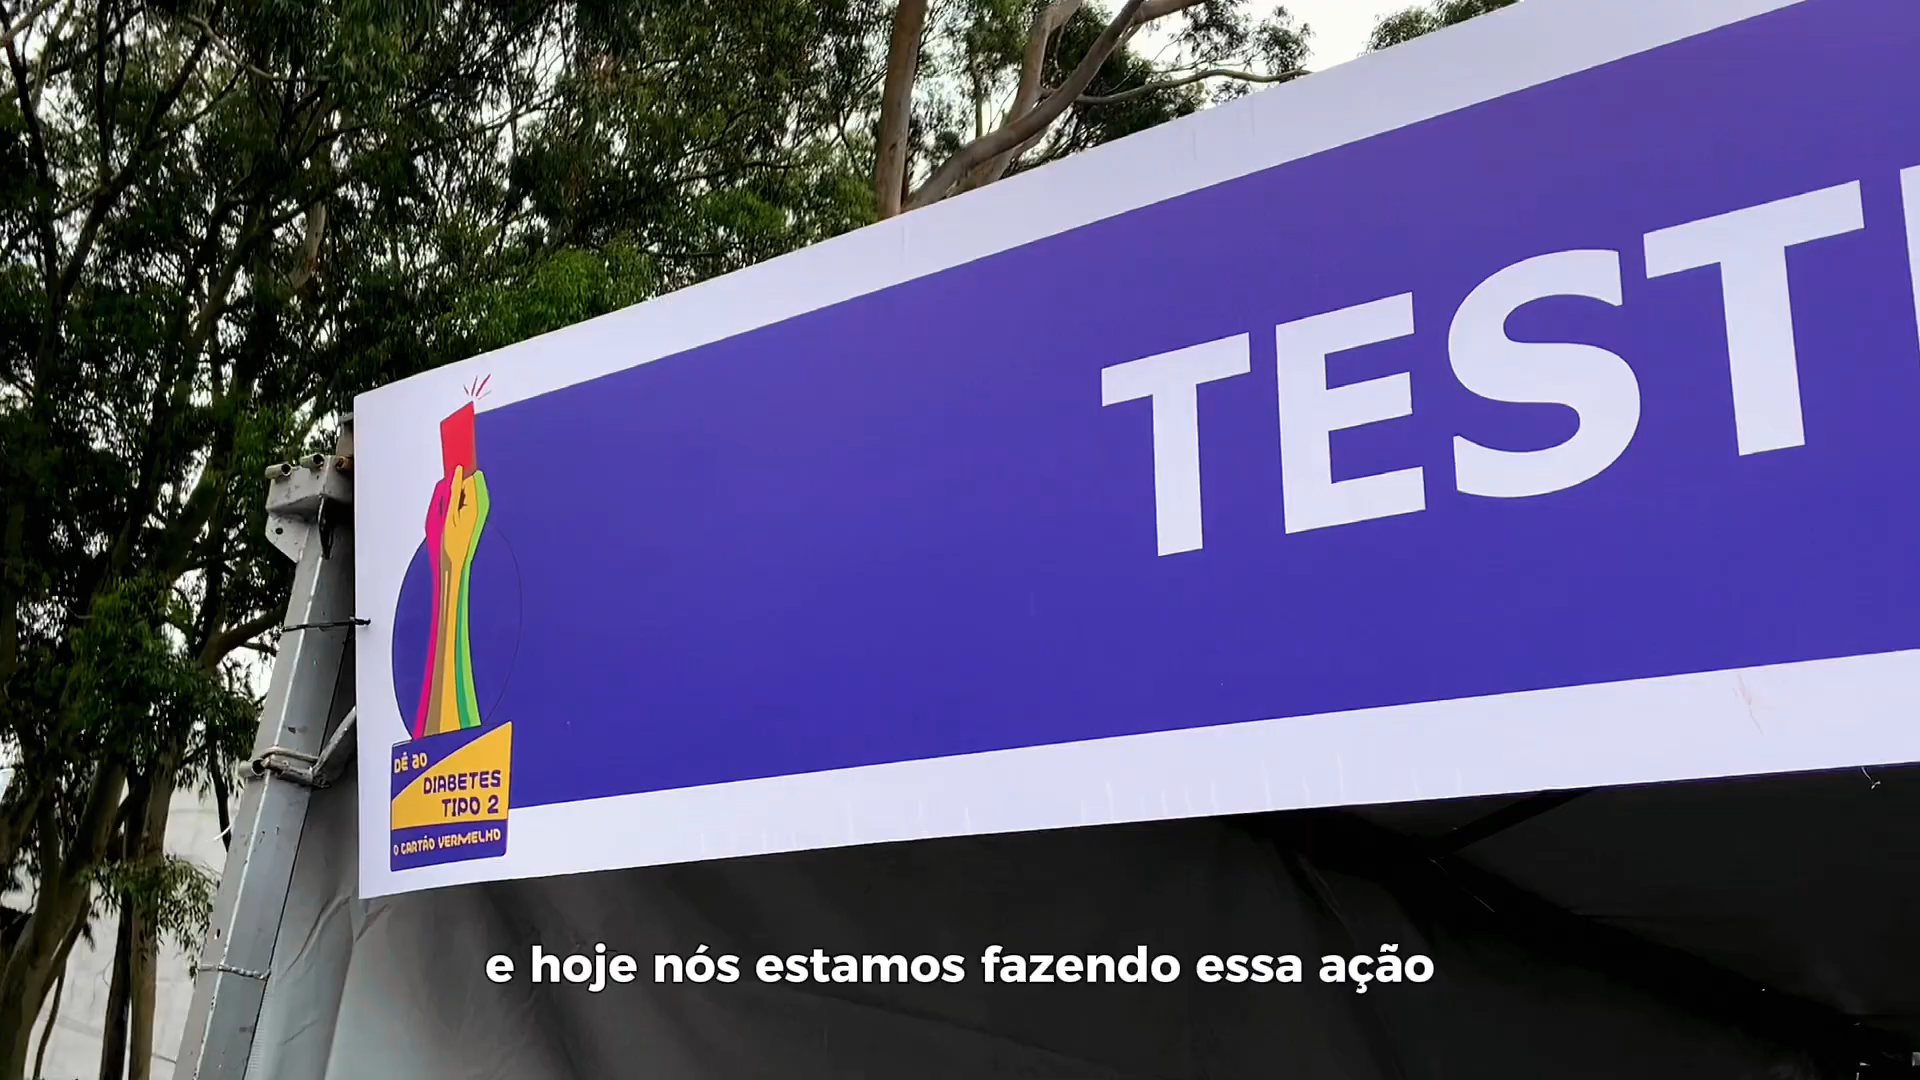 TEST
DÊ AO
DIABETES
TIPO 2
O CARTÃO VERMELHO
e hoje nós estamos fazendo essa ação